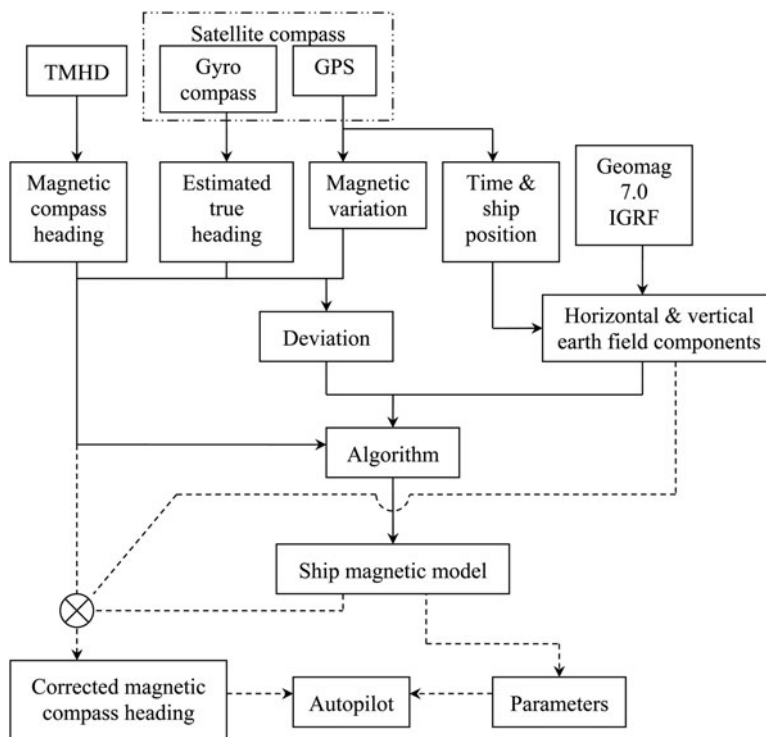 Satellite compass
TMHD
Gyro
compass
GPS
Magnetic
compass
heading
Estimated
true
heading
Magnetic
variation
Time &
ship
position
Geomag
7.0
IGRF
Deviation
Horizontal & vertical
earth field components
Algorithm
Ship magnetic model
Corrected magnetic
compass heading
Autopilot
Parameters